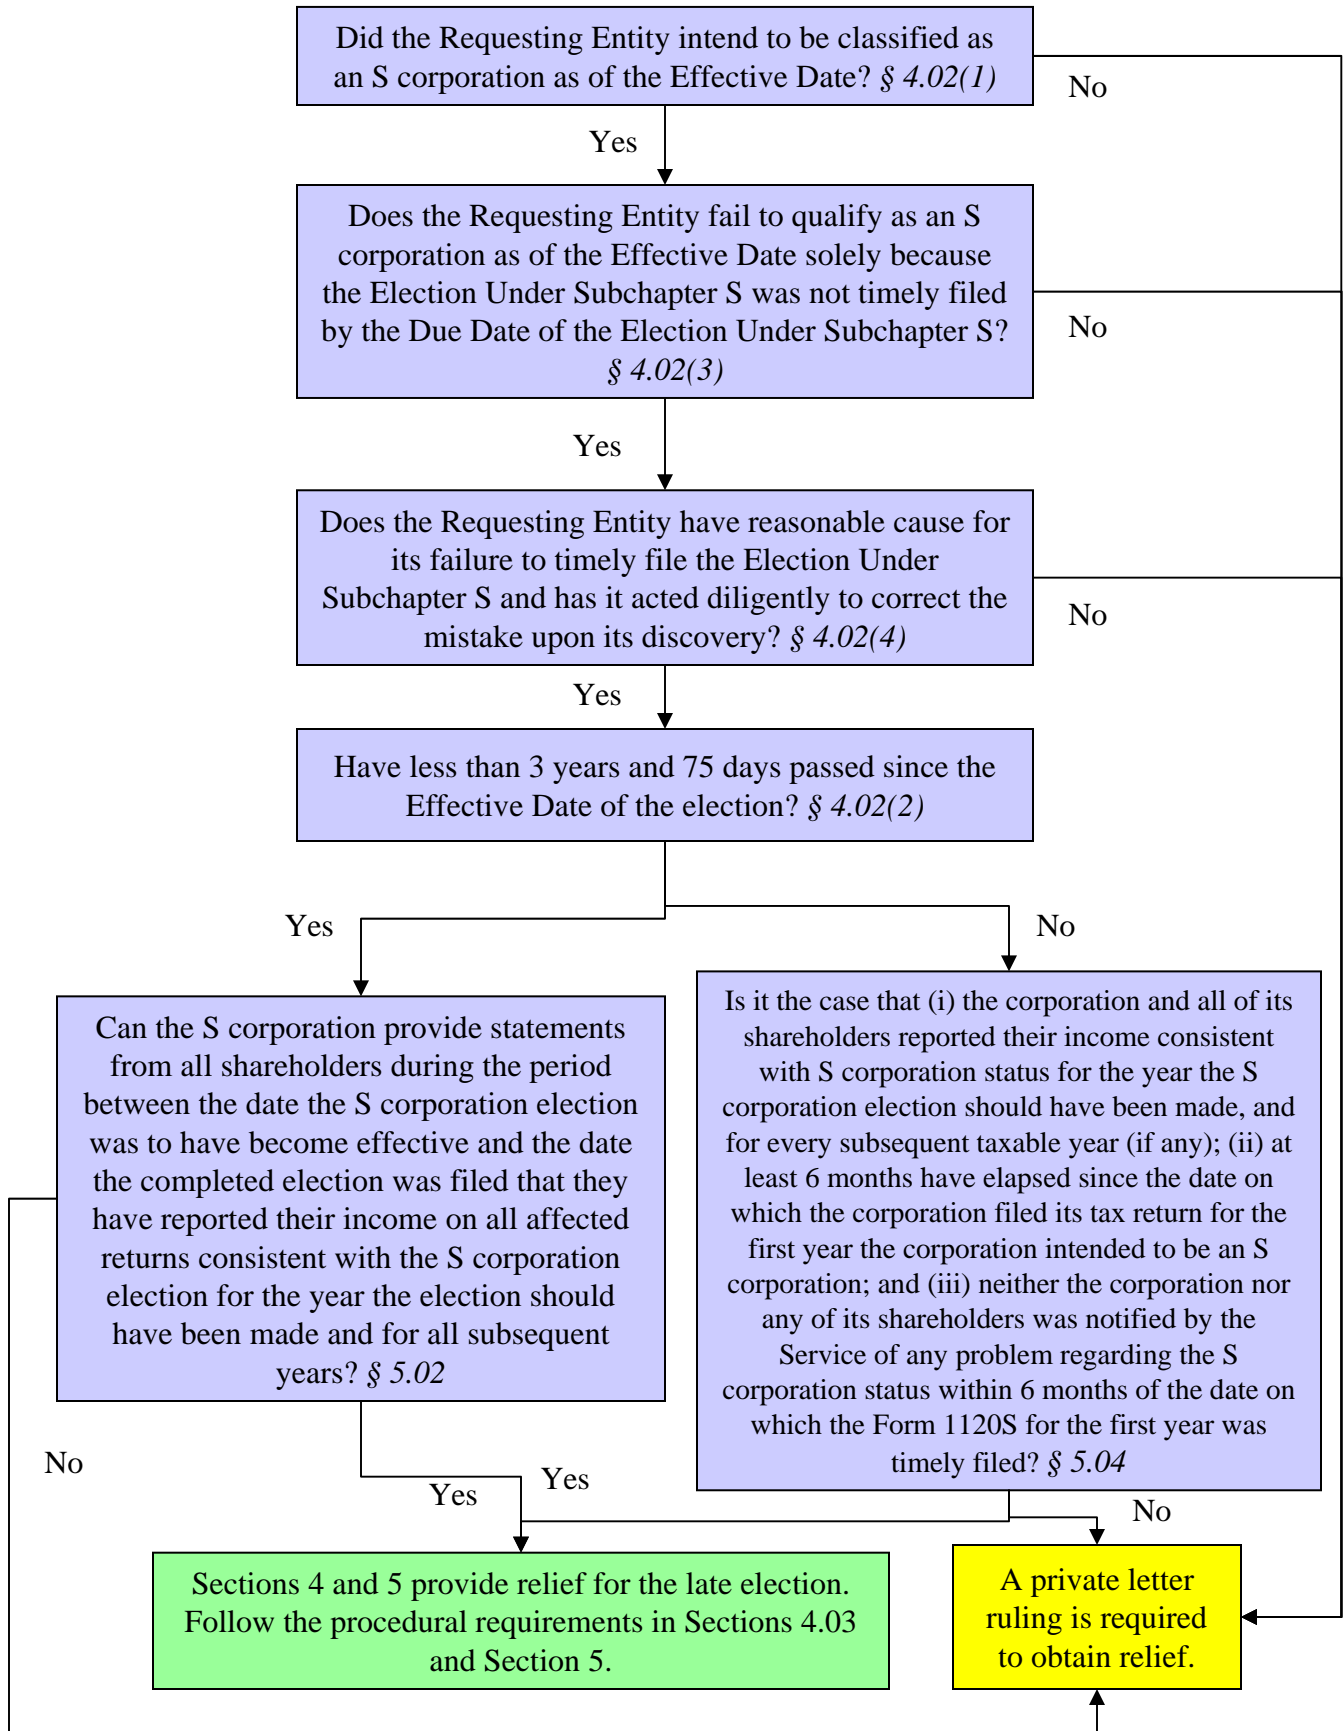 Did the Requesting Entity intend to be classified as
an S corporation as of the Effective Date? § 4.02(1)
No
Yes
Does the Requesting Entity fail to qualify as an S
corporation as of the Effective Date solely because
the Election Under Subchapter S was not timely filed
by the Due Date of the Election Under Subchapter S?
§ 4.02(3)
No
Yes
Does the Requesting Entity have reasonable cause for
its failure to timely file the Election Under
Subchapter S and has it acted diligently to correct the
mistake upon its discovery? § 4.02(4)
No
Yes
Have less than 3 years and 75 days passed since the
Effective Date of the election? § 4.02(2)
Yes
No
Can the S corporation provide statements
from all shareholders during the period
between the date the S corporation election
was to have become effective and the date
the completed election was filed that they
have reported their income on all affected
returns consistent with the S corporation
election for the year the election should
have been made and for all subsequent
years? § 5.02
Is it the case that (i) the corporation and all of its
shareholders reported their income consistent
with S corporation status for the year the S
corporation election should have been made, and
for every subsequent taxable year (if any); (ii) at
least 6 months have elapsed since the date on
which the corporation filed its tax return for the
first year the corporation intended to be an S
corporation; and (iii) neither the corporation nor
any of its shareholders was notified by the
Service of any problem regarding the S
corporation status within 6 months of the date on
which the Form 1120S for the first year was
timely filed? § 5.04
No
Yes
Yes
No
Sections 4 and 5 provide relief for the late election.
Follow the procedural requirements in Sections 4.03
and Section 5.
A private letter
ruling is required
to obtain relief.